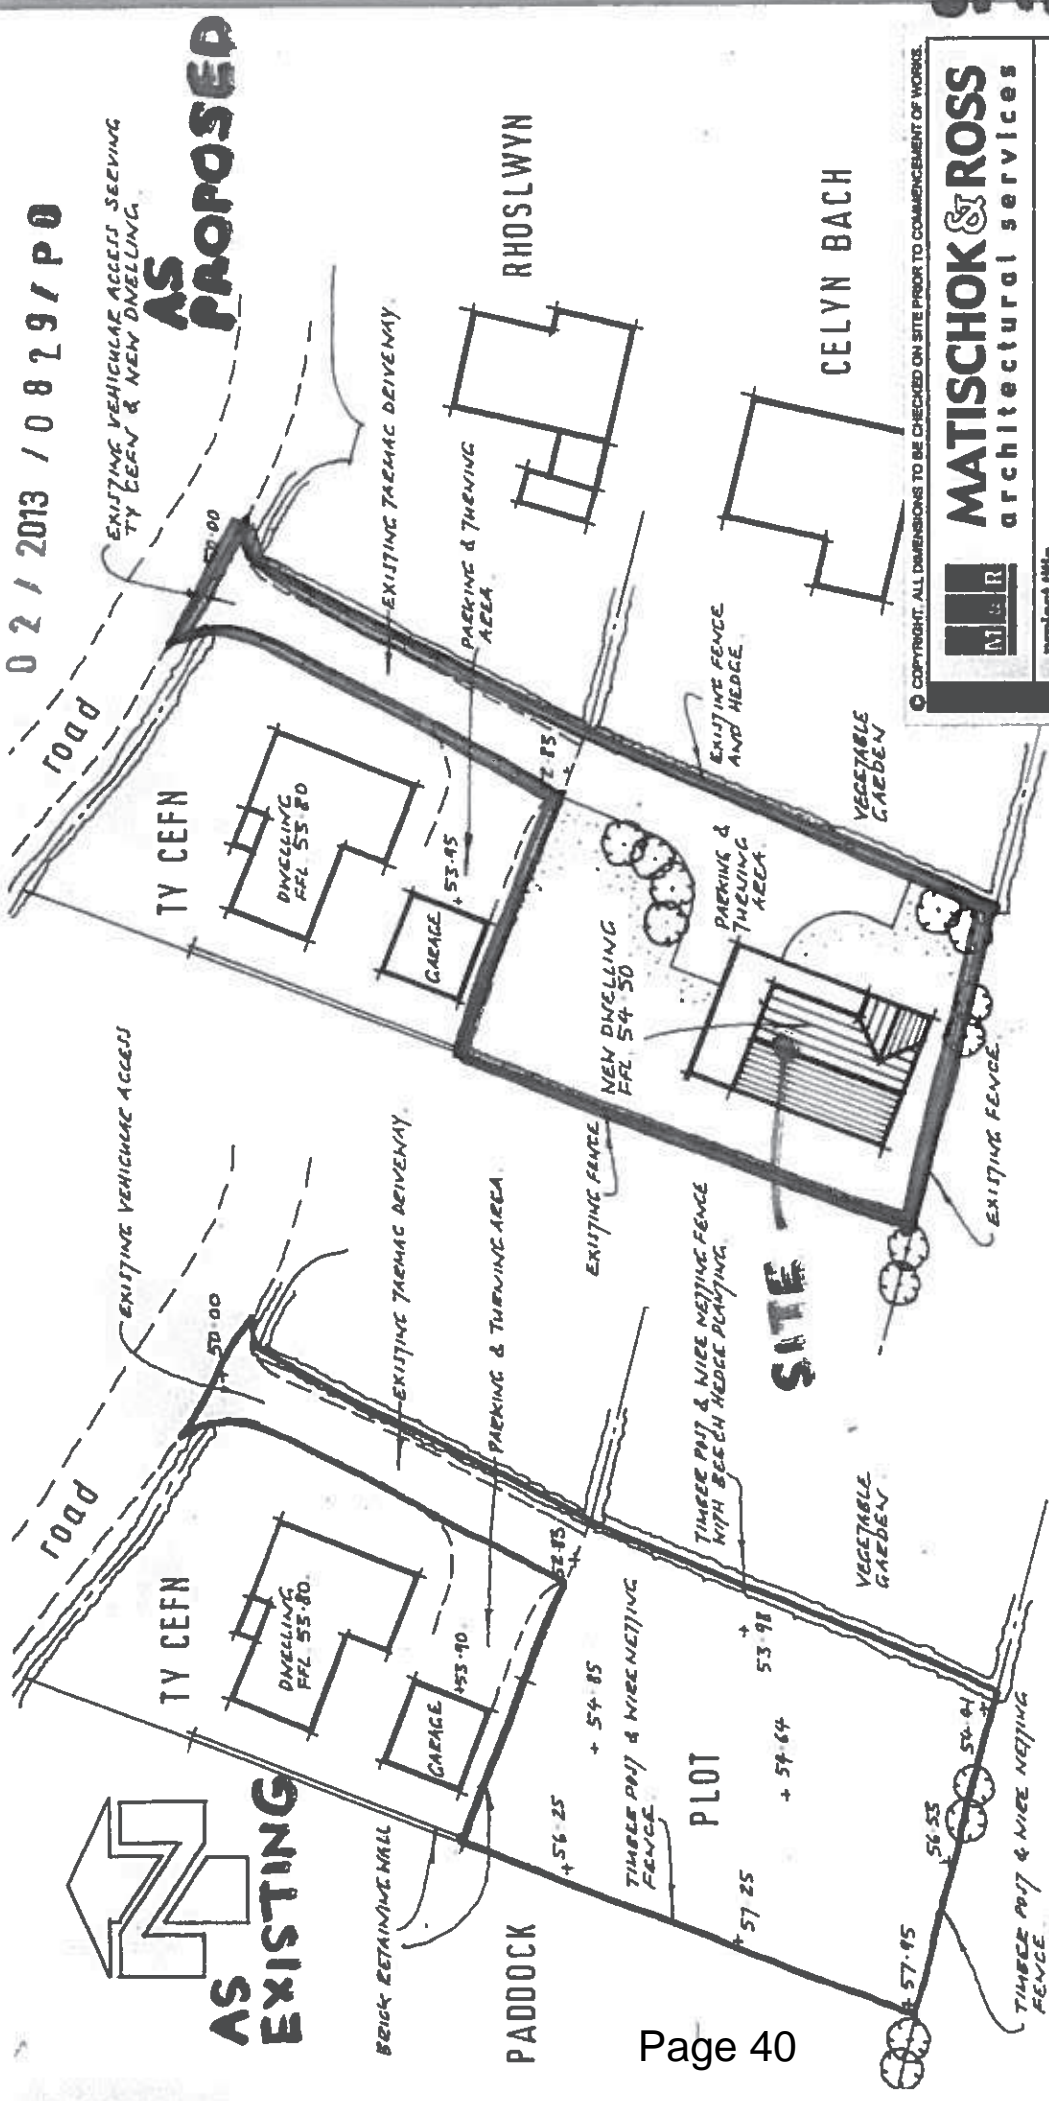 02/2013/0829/PO
AS
EXISTING
road
TY CEFN
DWELLING
FFL 53.80
GARAGE
+53.90
50.00
52.83
EXISTING VEHICULAR ACCESS
EXISTING TARMAC DRIVEWAY.
PARKING & TURNING AREA.
BRICK RETAINING WALL
PADDOCK
TIMBER POST & WIRE NETTING
FENCE
PLOT
+56.25
+54.85
+57.25
+54.64
+
53.98
+57.95
56.53
54.41
TIMBER POST & WIRE NETTING FENCE
WITH BEECH HEDGE PLANTING.
VEGETABLE
GARDEN.
TIMBER POST & WIRE NETTING
FENCE.
AS
PROPOSED
EXISTING VEHICULAR ACCESS SERVING
TY CEFN & NEW DWELLING.
road
TY CEFN
DWELLING
FFL 53.80
GARAGE
+53.95
EXISTING TARMAC DRIVEWAY.
PARKING & TURNING
AREA.
RHOSLWYN
CELYN BACH
EXISTING FENCE
AND HEDGE.
NEW DWELLING
FFL. 54.50
PARKING &
TURNING
AREA.
VEGETABLE
GARDEN
EXISTING FENCE
EXISTING FENCE
SITE
© COPYRIGHT. ALL DIMENSIONS TO BE CHECKED ON SITE PRIOR TO COMMENCEMENT OF WORKS.
M&R
MATISCHOK & ROSS
architectural services
project title
Page 40